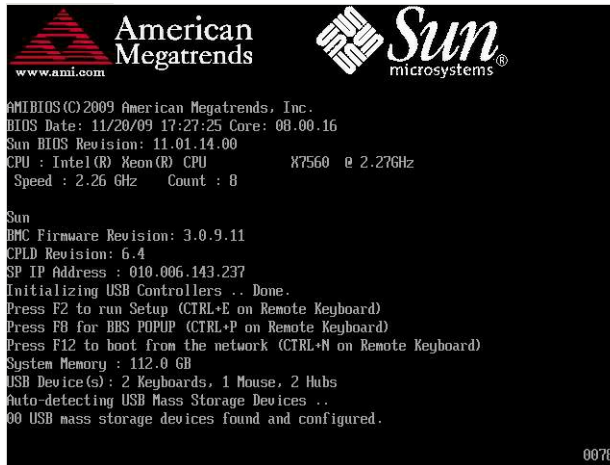 American
Megatrends
www.ami.com
Sun®
microsystems
AMIBIOS(C)2009 American Megatrends, Inc.
BIOS Date: 11/20/09 17:27:25 Core: 08.00.16
Sun BIOS Revision: 11.01.14.00
CPU : Intel(R) Xeon(R) CPU X7560 @ 2.27GHz
Speed : 2.26 GHz Count : 8
Sun
BMC Firmware Revision: 3.0.9.11
CPLD Revision: 6.4
SP IP Address : 010.006.143.237
Initializing USB Controllers .. Done.
Press F2 to run Setup (CTRL+E on Remote Keyboard)
Press F8 for BBS POPUP (CTRL+P on Remote Keyboard)
Press F12 to boot from the network (CTRL+N on Remote Keyboard)
System Memory : 112.0 GB
USB Device(s): 2 Keyboards, 1 Mouse, 2 Hubs
Auto-detecting USB Mass Storage Devices ..
00 USB mass storage devices found and configured.
0078